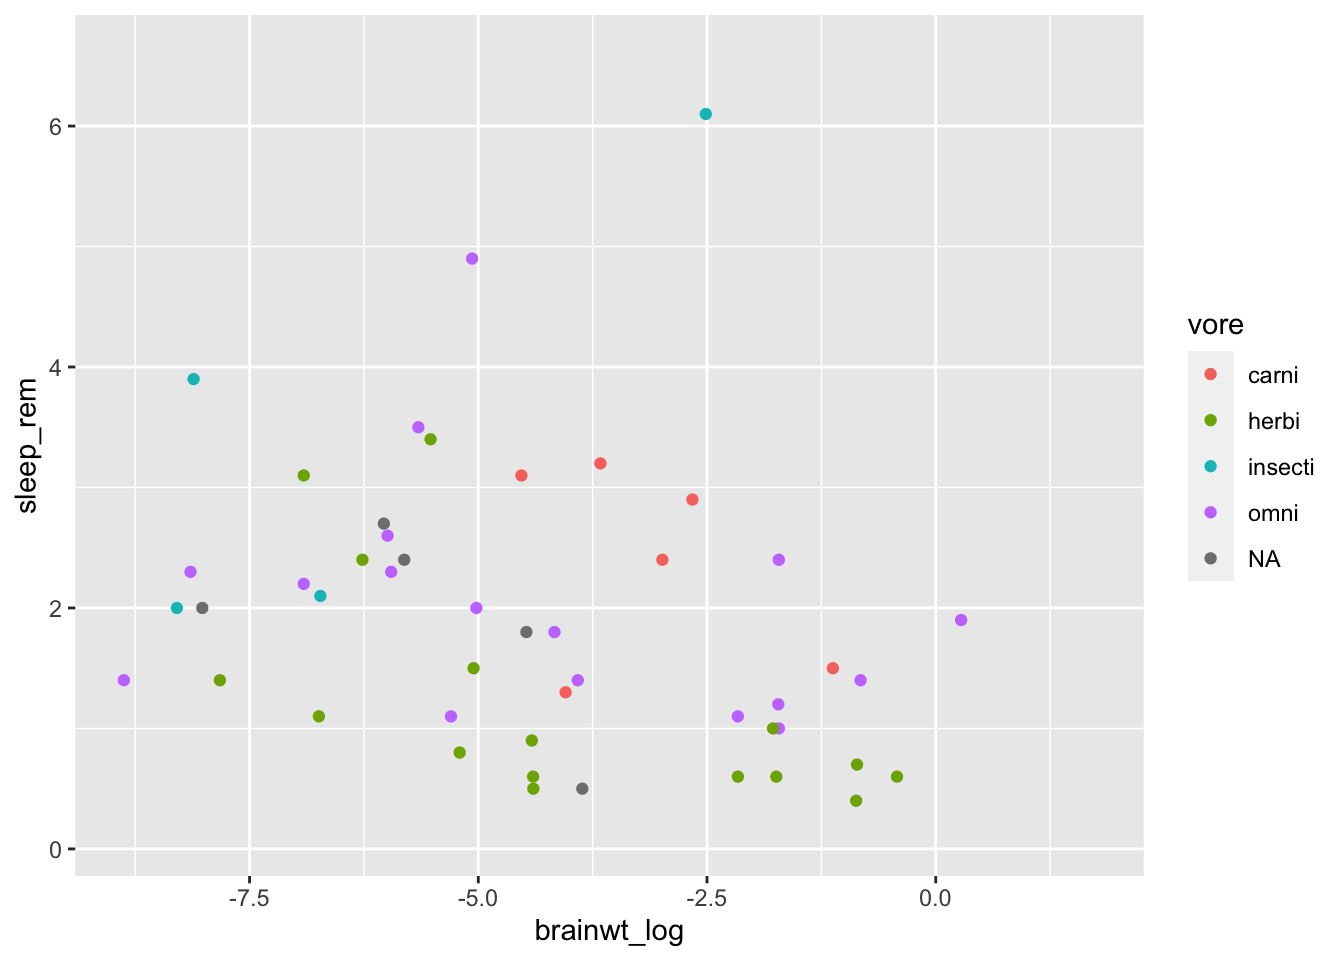 6
4
2
0
sleep_rem
-7.5
-5.0
-2.5
0.0
brainwt_log
vore
carni
herbi
insecti
omni
NA